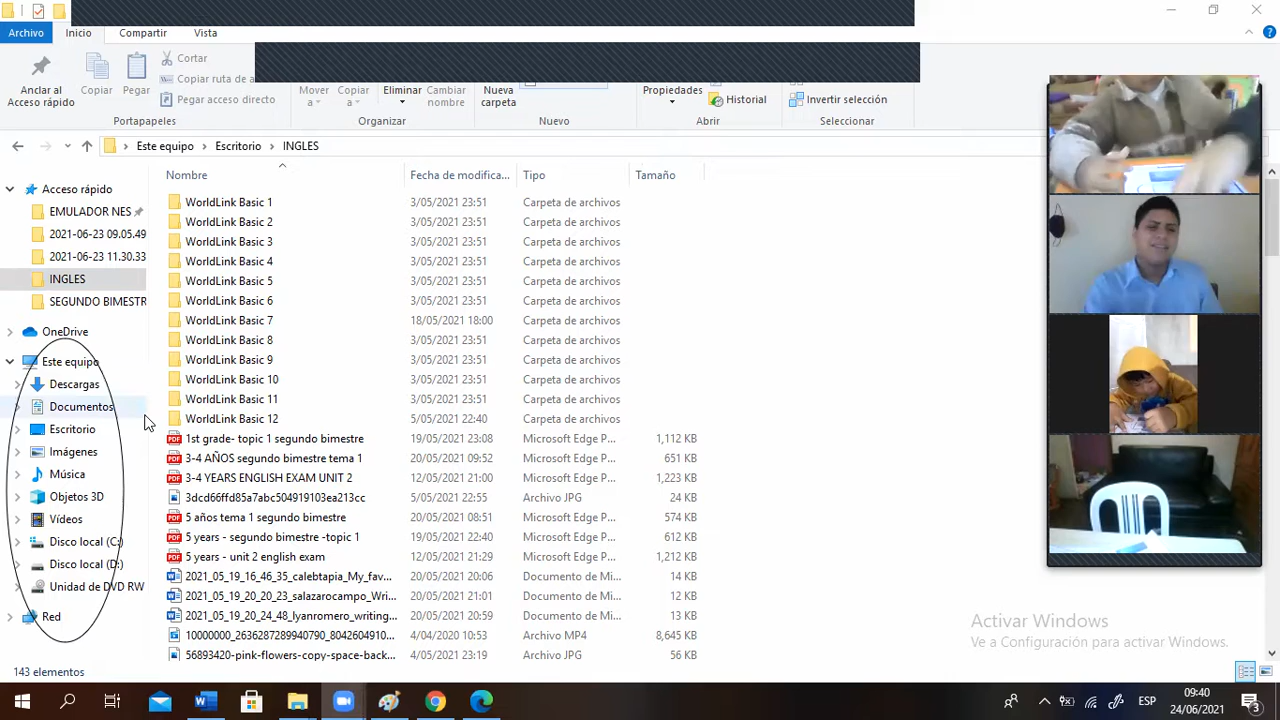 Archivo Inicio Compartir Vista
Anclar al Acceso rápido
Copiar
Pegar
Cortar
Copiar ruta de a
Pegar acceso directo
Mover a
Copiar a
Eliminar
Cambiar nombre
Nueva carpeta
Propiedades
Historial
Invertir selección
Portapapeles Organizar Nuevo Abrir Seleccionar
Este equipo Escritorio INGLES
Nombre Fecha de modifica... Tipo Tamaño
Acceso rápido
EMULADOR NES
2021-06-23 09.05.49
2021-06-23 11.30.33
INGLES
SEGUNDO BIMESTR
OneDrive
Este equipo
Descargas
Documentos
Escritorio
Imágenes
Música
Objetos 3D
Vídeos
Disco local (C:)
Disco local (D:)
Unidad de DVD RW
Red
WorldLink Basic 1 3/05/2021 23:51 Carpeta de archivos
WorldLink Basic 2 3/05/2021 23:51 Carpeta de archivos
WorldLink Basic 3 3/05/2021 23:51 Carpeta de archivos
WorldLink Basic 4 3/05/2021 23:51 Carpeta de archivos
WorldLink Basic 5 3/05/2021 23:51 Carpeta de archivos
WorldLink Basic 6 3/05/2021 23:51 Carpeta de archivos
WorldLink Basic 7 18/05/2021 18:00 Carpeta de archivos
WorldLink Basic 8 3/05/2021 23:51 Carpeta de archivos
WorldLink Basic 9 3/05/2021 23:51 Carpeta de archivos
WorldLink Basic 10 3/05/2021 23:51 Carpeta de archivos
WorldLink Basic 11 3/05/2021 23:51 Carpeta de archivos
WorldLink Basic 12 5/05/2021 22:40 Carpeta de archivos
1st grade- topic 1 segundo bimestre 19/05/2021 23:08 Microsoft Edge P... 1,112 KB
3-4 AÑOS segundo bimestre tema 1 20/05/2021 09:52 Microsoft Edge P... 651 KB
3-4 YEARS ENGLISH EXAM UNIT 2 12/05/2021 21:00 Microsoft Edge P... 1,223 KB
3dcd66ffd85a7abc504919103ea213cc 5/05/2021 22:55 Archivo JPG 24 KB
5 años tema 1 segundo bimestre 20/05/2021 08:51 Microsoft Edge P... 574 KB
5 years - segundo bimestre -topic 1 19/05/2021 22:40 Microsoft Edge P... 612 KB
5 years - unit 2 english exam 12/05/2021 21:29 Microsoft Edge P... 1,212 KB
2021_05_19_16_46_35_calebtapia_My_fav... 20/05/2021 20:06 Documento de Mi... 14 KB
2021_05_19_20_20_23_salazarocampo_Wri... 20/05/2021 21:01 Documento de Mi... 12 KB
2021_05_19_20_24_48_lyanromero_writing... 20/05/2021 20:59 Documento de Mi... 13 KB
10000000_2636287289940790_8042604910... 4/04/2020 10:53 Archivo MP4 8,645 KB
56893420-pink-flowers-copy-space-back... 4/05/2021 23:19 Archivo JPG 56 KB
Activar Windows
Ve a Configuración para activar Windows.
143 elementos
ESP
09:40
24/06/2021
3